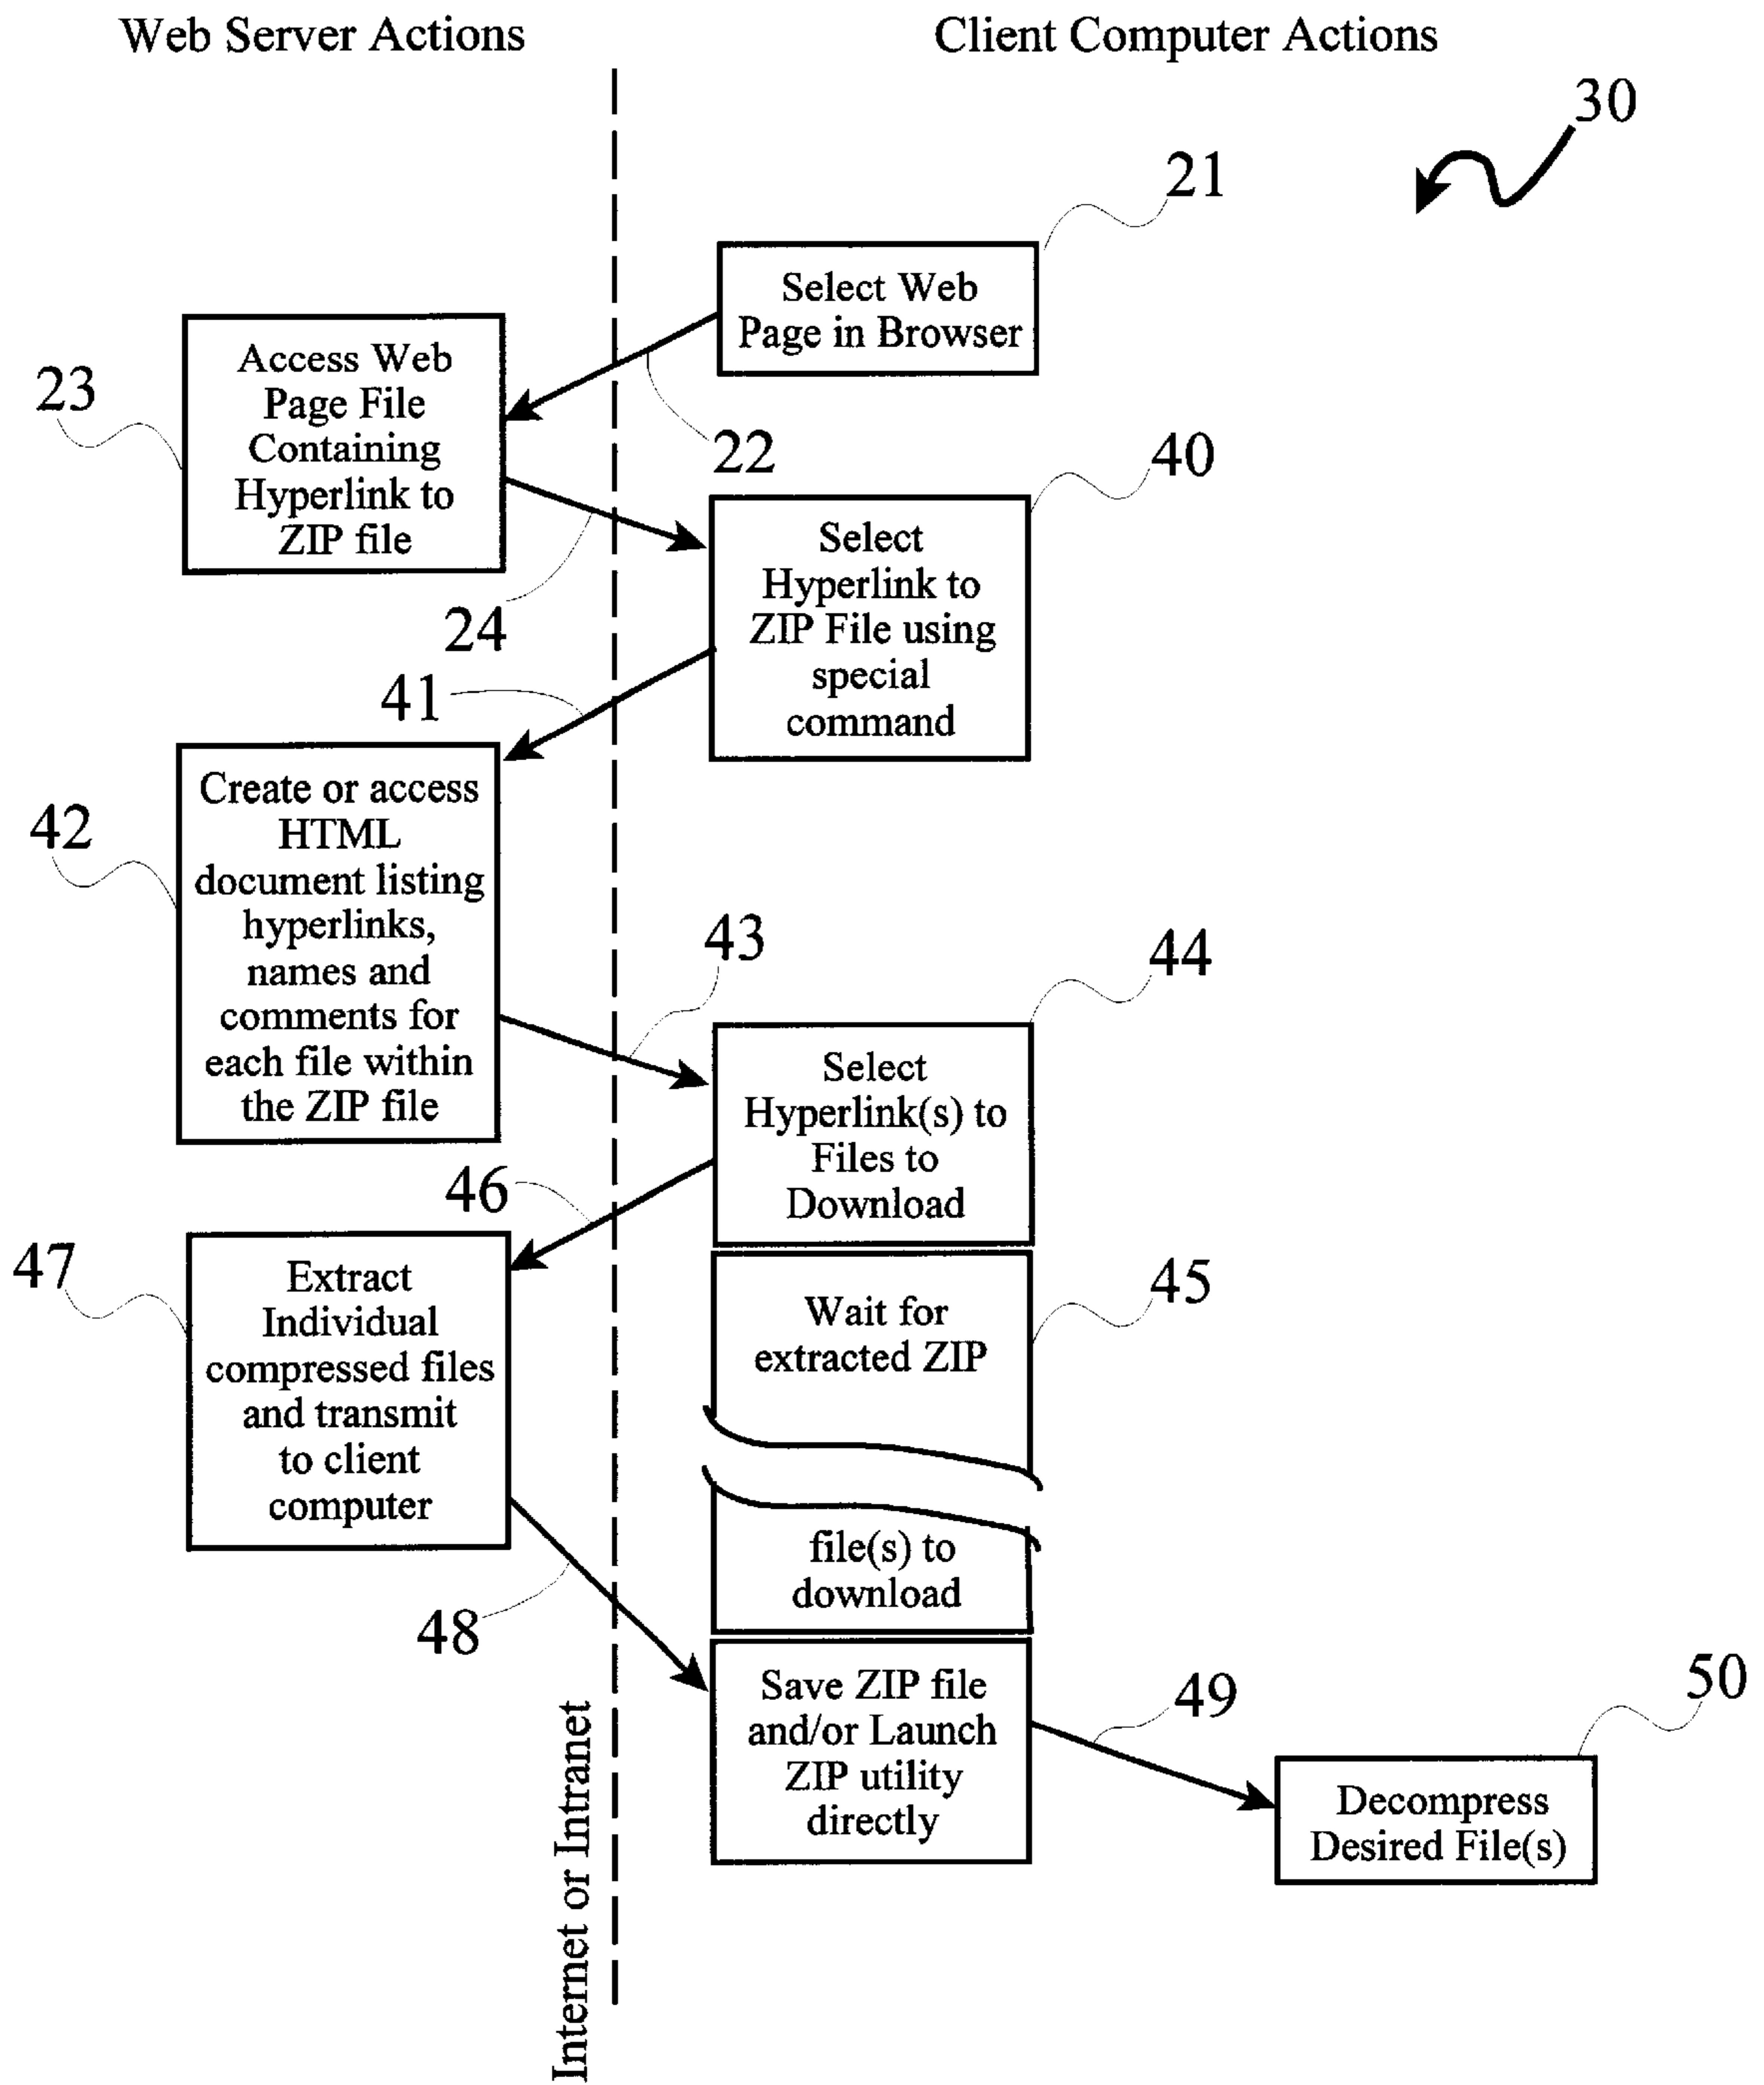 Web Server Actions
Client Computer Actions
30
21
Select Web
Page in Browser
22
23
Access Web
Page File
Containing
Hyperlink to
ZIP file
24
40
Select
Hyperlink to
ZIP File using
special
command
41
42
Create or access
HTML
document listing
hyperlinks,
names and
comments for
each file within
the ZIP file
43
44
Select
Hyperlink(s) to
Files to
Download
46
47
Extract
Individual
compressed files
and transmit
to client
computer
45
Wait for
extracted ZIP
file(s) to
download
48
Save ZIP file
and/or Launch
ZIP utility
directly
49
50
Decompress
Desired File(s)
Internet or Intranet